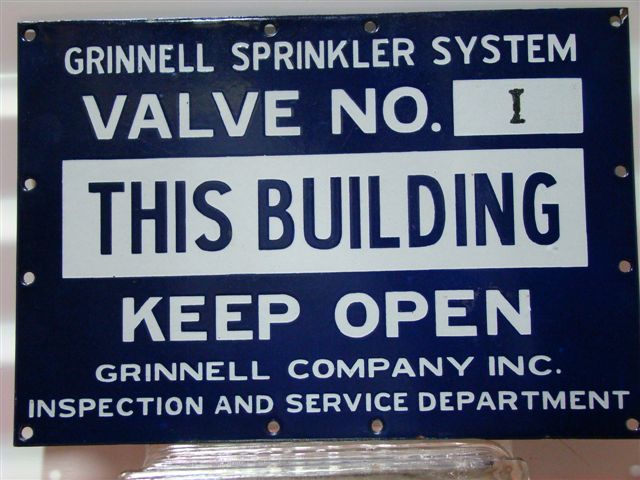 GRINNELL SPRINKLER SYSTEM
VALVE NO. I
THIS BUILDING
KEEP OPEN
GRINNELL COMPANY INC.
INSPECTION AND SERVICE DEPARTMENT